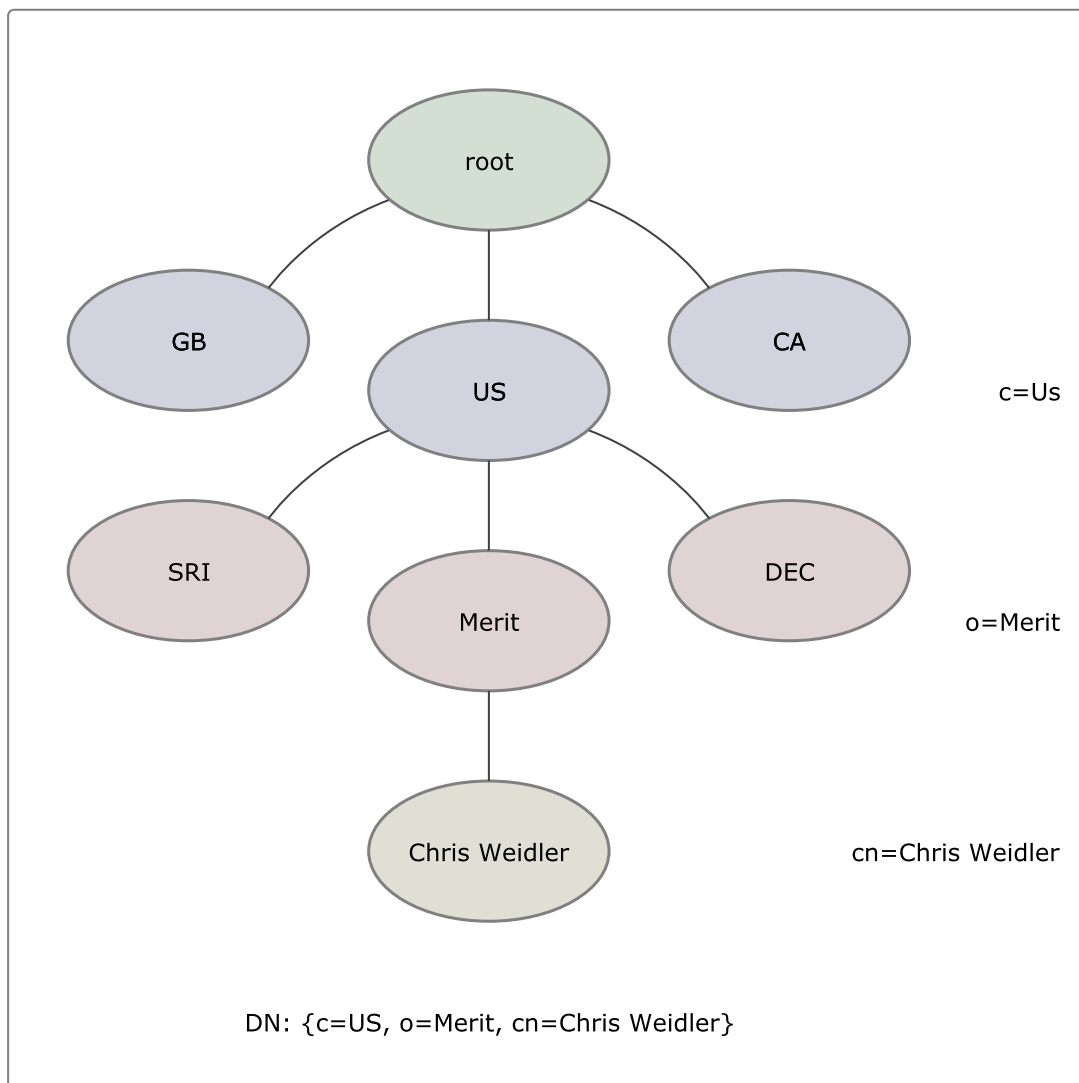 root
GB
CA
US
c=Us
SRI
DEC
Merit
o=Merit
Chris Weidler
cn=Chris Weidler
DN: {c=US, o=Merit, cn=Chris Weidler}